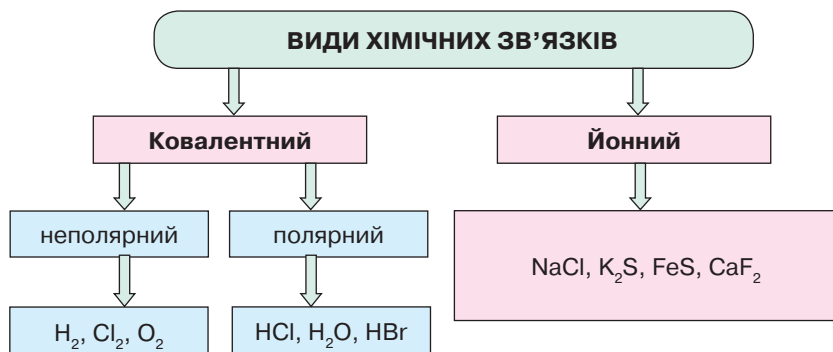 ВИДИ ХІМІЧНИХ ЗВ’ЯЗКІВ
Ковалентний
Йонний
неполярний
полярний
NaCl, K₂S, FeS, CaF₂
H₂, Cl₂, O₂
HCl, H₂O, HBr